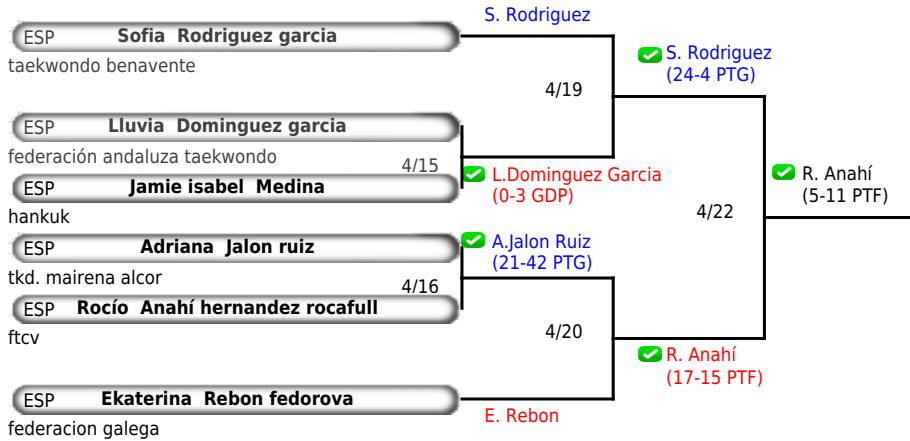 S. Rodriguez
ESP Sofia Rodriguez garcia
taekwondo benavente
S. Rodriguez
(24-4 PTG)
4/19
ESP Lluvia Dominguez garcia
federación andaluza taekwondo
4/15
L.Dominguez Garcia
(0-3 GDP)
ESP Jamie isabel Medina
hankuk
R. Anahí
(5-11 PTF)
4/22
ESP Adriana Jalon ruiz
tkd. mairena alcor
A.Jalon Ruiz
(21-42 PTG)
4/16
ESP Rocío Anahí hernandez rocafull
ftcv
4/20
R. Anahí
(17-15 PTF)
ESP Ekaterina Rebon fedorova
federacion galega
E. Rebon